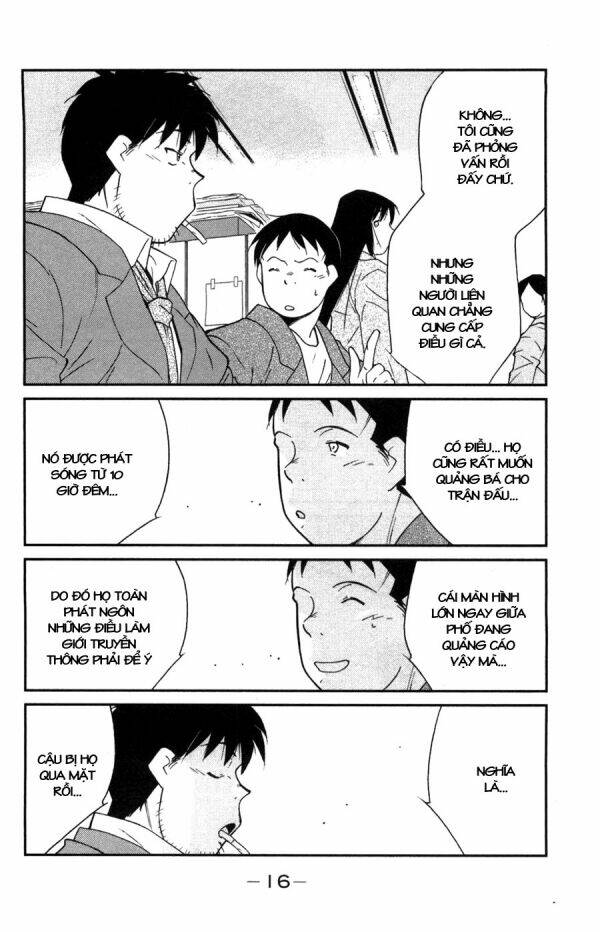 KHÔNG...
TÔI CŨNG
ĐÃ PHỎNG
VẤN RỒI
ĐẤY CHỨ.
NHƯNG
NHỮNG
NGƯỜI LIÊN
QUAN CHẲNG
CUNG CẤP
ĐIỀU GÌ CẢ.
CÓ ĐIỀU... HỌ
CŨNG RẤT MUỐN
QUẢNG BÁ CHO
TRẬN ĐẤU...
NÓ ĐƯỢC PHÁT
SÓNG TỪ 10
GIỜ ĐÊM...
CÁI MÀN HÌNH
LỚN NGAY GIỮA
PHỐ ĐANG
QUẢNG CÁO
VẬY MÀ...
DO ĐÓ HỌ TOÀN
PHÁT NGÔN
NHỮNG ĐIỀU LÀM
GIỚI TRUYỀN
THÔNG PHẢI ĐỂ Ý
NGHĨA
LÀ...
CẬU BỊ HỌ
QUA MẶT
RỒI...
-16-